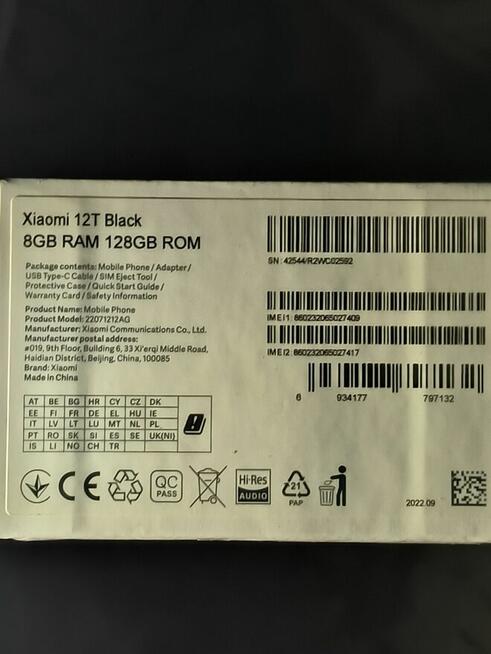 Xiaomi 12T Black
8GB RAM 128GB ROM
Package contents: Mobile Phone / Adapter /
USB Type-C Cable / SIM Eject Tool /
Protective Case / Quick Start Guide /
Warranty Card / Safety Information
Product Name: Mobile Phone
Product Model: 22071212AG
Manufacturer: Xiaomi Communications Co., Ltd.
Manufacturer postal address:
#019, 9th Floor, Building 6, 33 Xi'erqi Middle Road,
Haidian District, Beijing, China, 100085
Brand: Xiaomi
Made in China
SN: 42544/R2WC02592
IMEI1: 860232065027409
IMEI2: 860232065027417
6 934177 797132
AT BE BG HR CY CZ DK
EE FI FR DE EL HU IE
IT LV LT LU MT NL PL
PT RO SK SI ES SE UK(NI)
IS LI NO CH TR
CE
QC
PASS
Hi-Res
AUDIO
21
PAP
2022.09